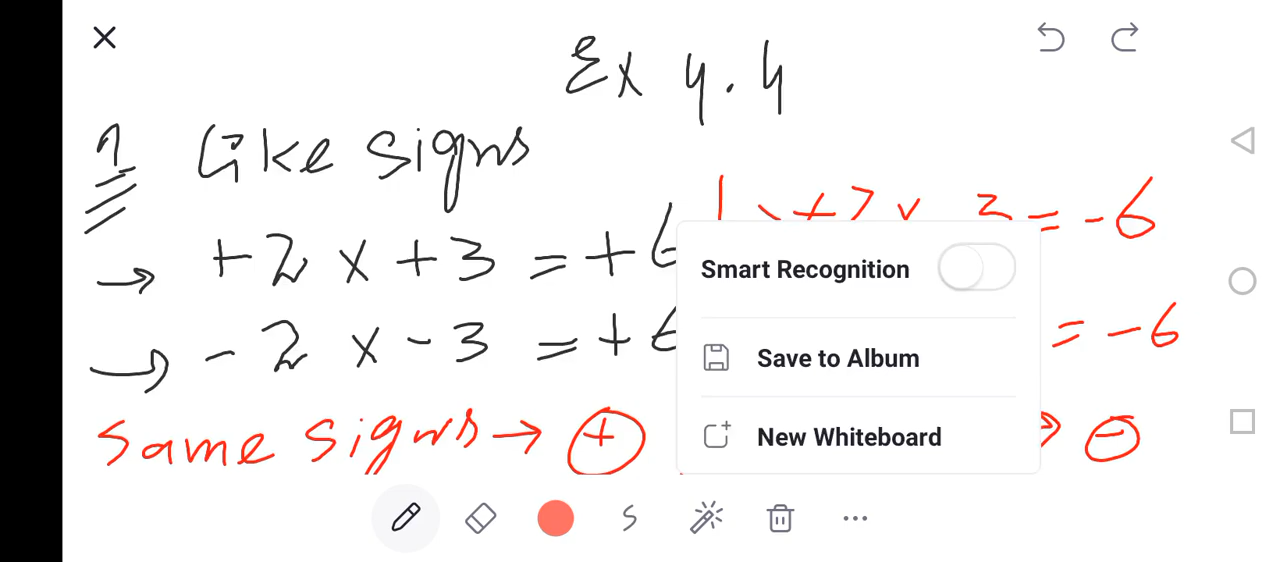 Ex 4.4
1 Like signs
→ +2 x +3 = +6
= -6
→ -2 x -3 = +6
= -6
Same signs → +
→ -
Smart Recognition
Save to Album
New Whiteboard